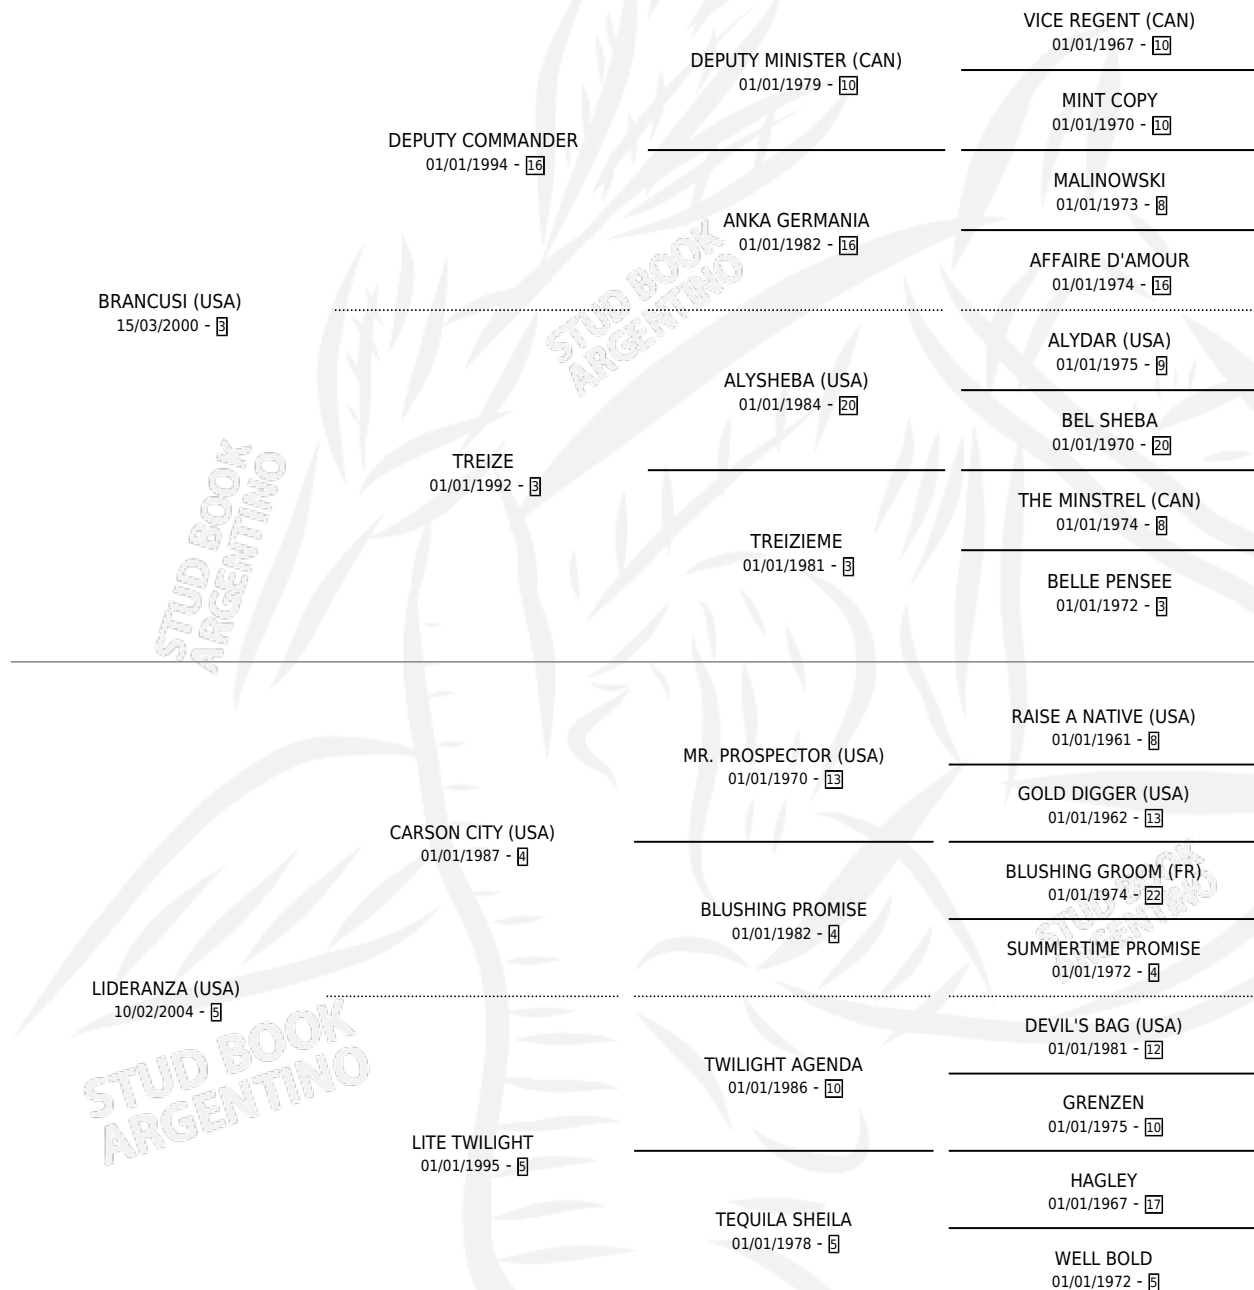 VICE REGENT (CAN)
01/01/1967 - 10
DEPUTY MINISTER (CAN)
01/01/1979 - 10
MINT COPY
01/01/1970 - 10
DEPUTY COMMANDER
01/01/1994 - 16
MALINOWSKI
01/01/1973 - 8
ANKA GERMANIA
01/01/1982 - 16
AFFAIRE D'AMOUR
01/01/1974 - 16
BRANCUSI (USA)
15/03/2000 - 3
STUD BOOK
ARGENTINO
ALYDAR (USA)
01/01/1975 - 9
ALYSHEBA (USA)
01/01/1984 - 20
BEL SHEBA
01/01/1970 - 20
TREIZE
01/01/1992 - 3
THE MINSTREL (CAN)
01/01/1974 - 8
TREIZIEME
01/01/1981 - 3
BELLE PENSEE
01/01/1972 - 3
STUD BOOK
ARGENTINO
RAISE A NATIVE (USA)
01/01/1961 - 8
MR. PROSPECTOR (USA)
01/01/1970 - 13
GOLD DIGGER (USA)
01/01/1962 - 13
CARSON CITY (USA)
01/01/1987 - 4
BLUSHING GROOM (FR)
01/01/1974 - 22
BLUSHING PROMISE
01/01/1982 - 4
STUD BOOK
ARGENTINO
SUMMERTIME PROMISE
01/01/1972 - 4
LIDERANZA (USA)
10/02/2004 - 5
DEVIL'S BAG (USA)
01/01/1981 - 12
TWILIGHT AGENDA
01/01/1986 - 10
STUD BOOK
ARGENTINO
GRENZEN
01/01/1975 - 10
LITE TWILIGHT
01/01/1995 - 5
HAGLEY
01/01/1967 - 17
TEQUILA SHEILA
01/01/1978 - 5
WELL BOLD
01/01/1972 - 5